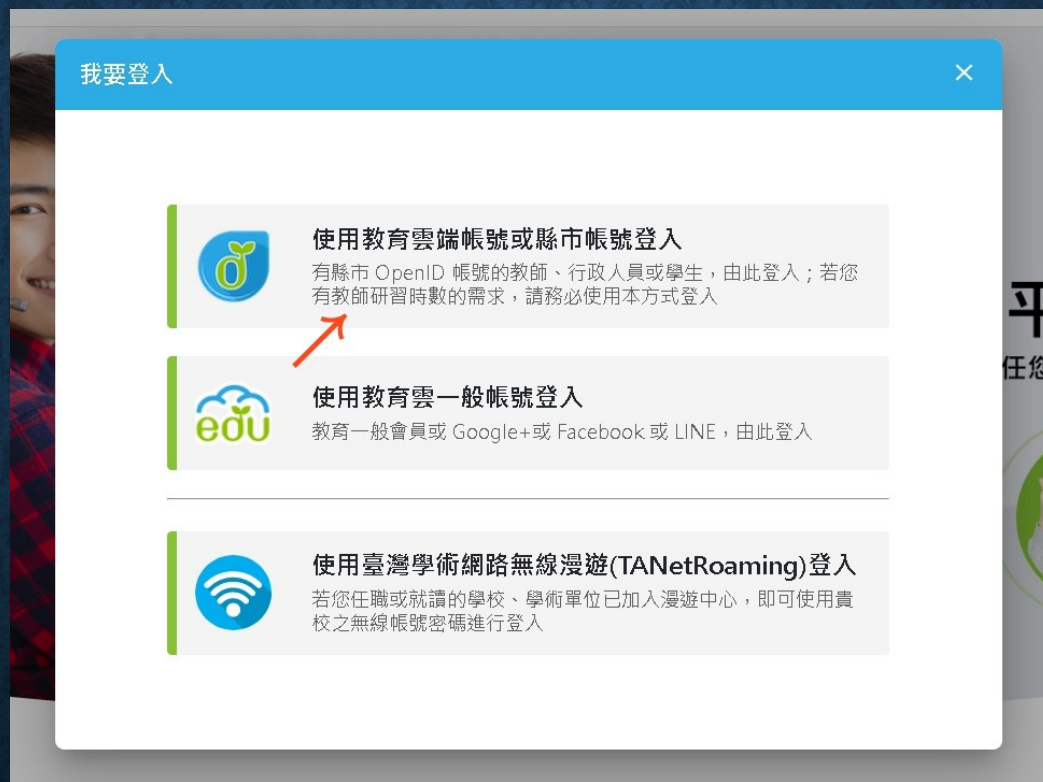 我要登入
使用教育雲端帳號或縣市帳號登入
有縣市 OpenID 帳號的教師、行政人員或學生，由此登入；若您
有教師研習時數的需求，請務必使用本方式登入
平
任您
edu
使用教育雲一般帳號登入
教育一般會員或 Google+或 Facebook 或 LINE，由此登入
使用臺灣學術網路無線漫遊(TANetRoaming)登入
若您任職或就讀的學校、學術單位已加入漫遊中心，即可使用貴
校之無線帳號密碼進行登入